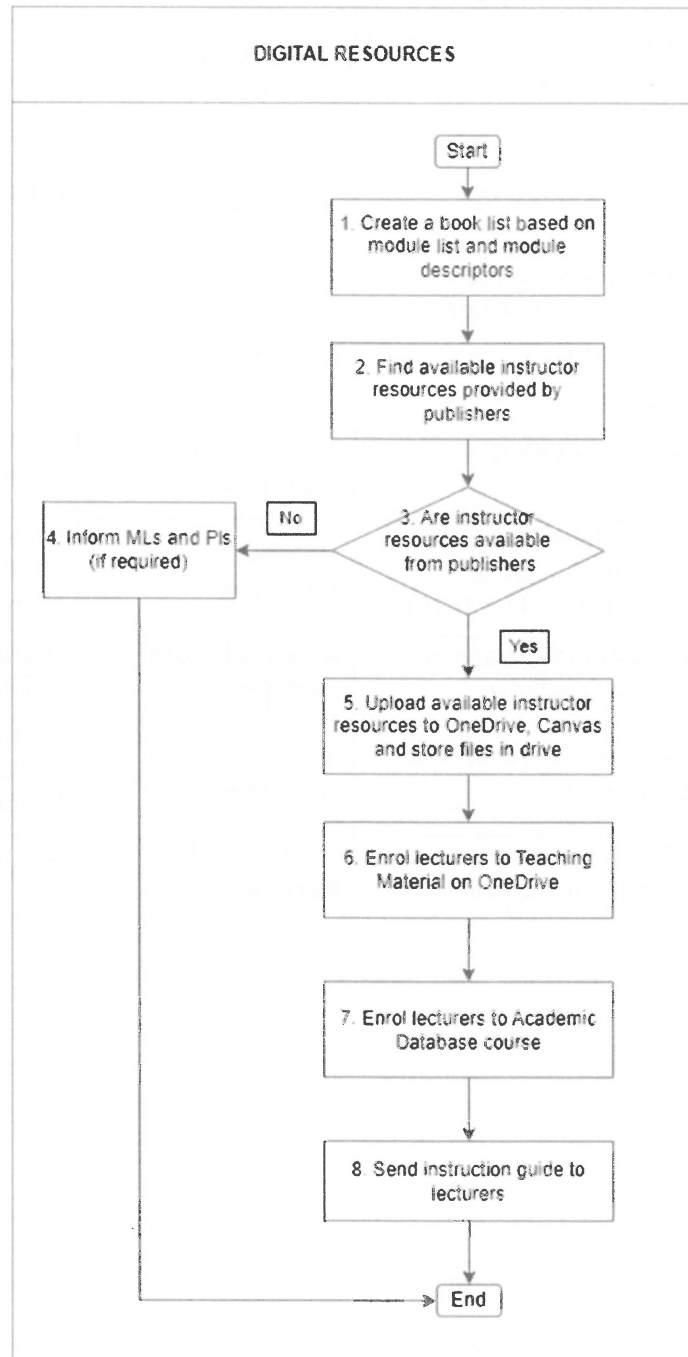 DIGITAL RESOURCES
Start
1. Create a book list based on
module list and module
descriptors
2. Find available instructor
resources provided by
publishers
3. Are instructor
resources available
from publishers
No
4. Inform MLs and PIs
(if required)
Yes
5. Upload available instructor
resources to OneDrive, Canvas
and store files in drive
6. Enrol lecturers to Teaching
Material on OneDrive
7. Enrol lecturers to Academic
Database course
8. Send instruction guide to
lecturers
End